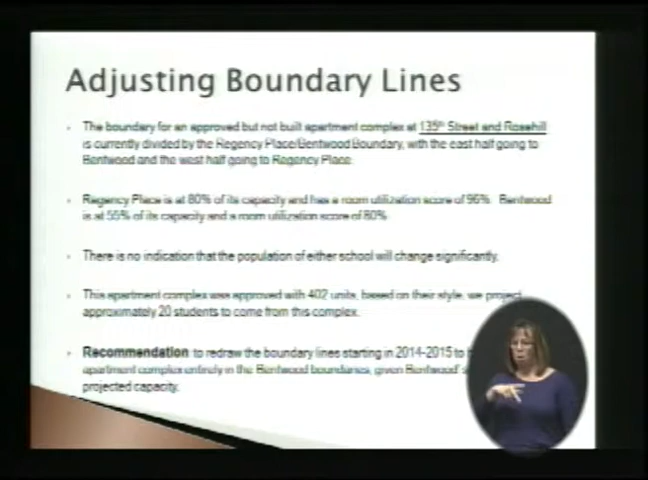 Adjusting Boundary Lines
The boundary for an approved but not built apartment complex at 135th Street and Rosehill
is currently divided by the Regency Place/Bentwood Boundary, with the east half going to
Bentwood and the west half going to Regency Place.
Regency Place is at 80% of its capacity and has a room utilization score of 96%. Bentwood
is at 55% of its capacity and a room utilization score of 80%
There is no indication that the population of either school will change significantly.
This apartment complex was approved with 402 units, based on their style, we project
approximately 20 students to come from this complex.
Recommendation to redraw the boundary lines starting in 2014-2015 to
apartment complex entirely in the Bentwood boundaries, given Bentwood's
projected capacity.